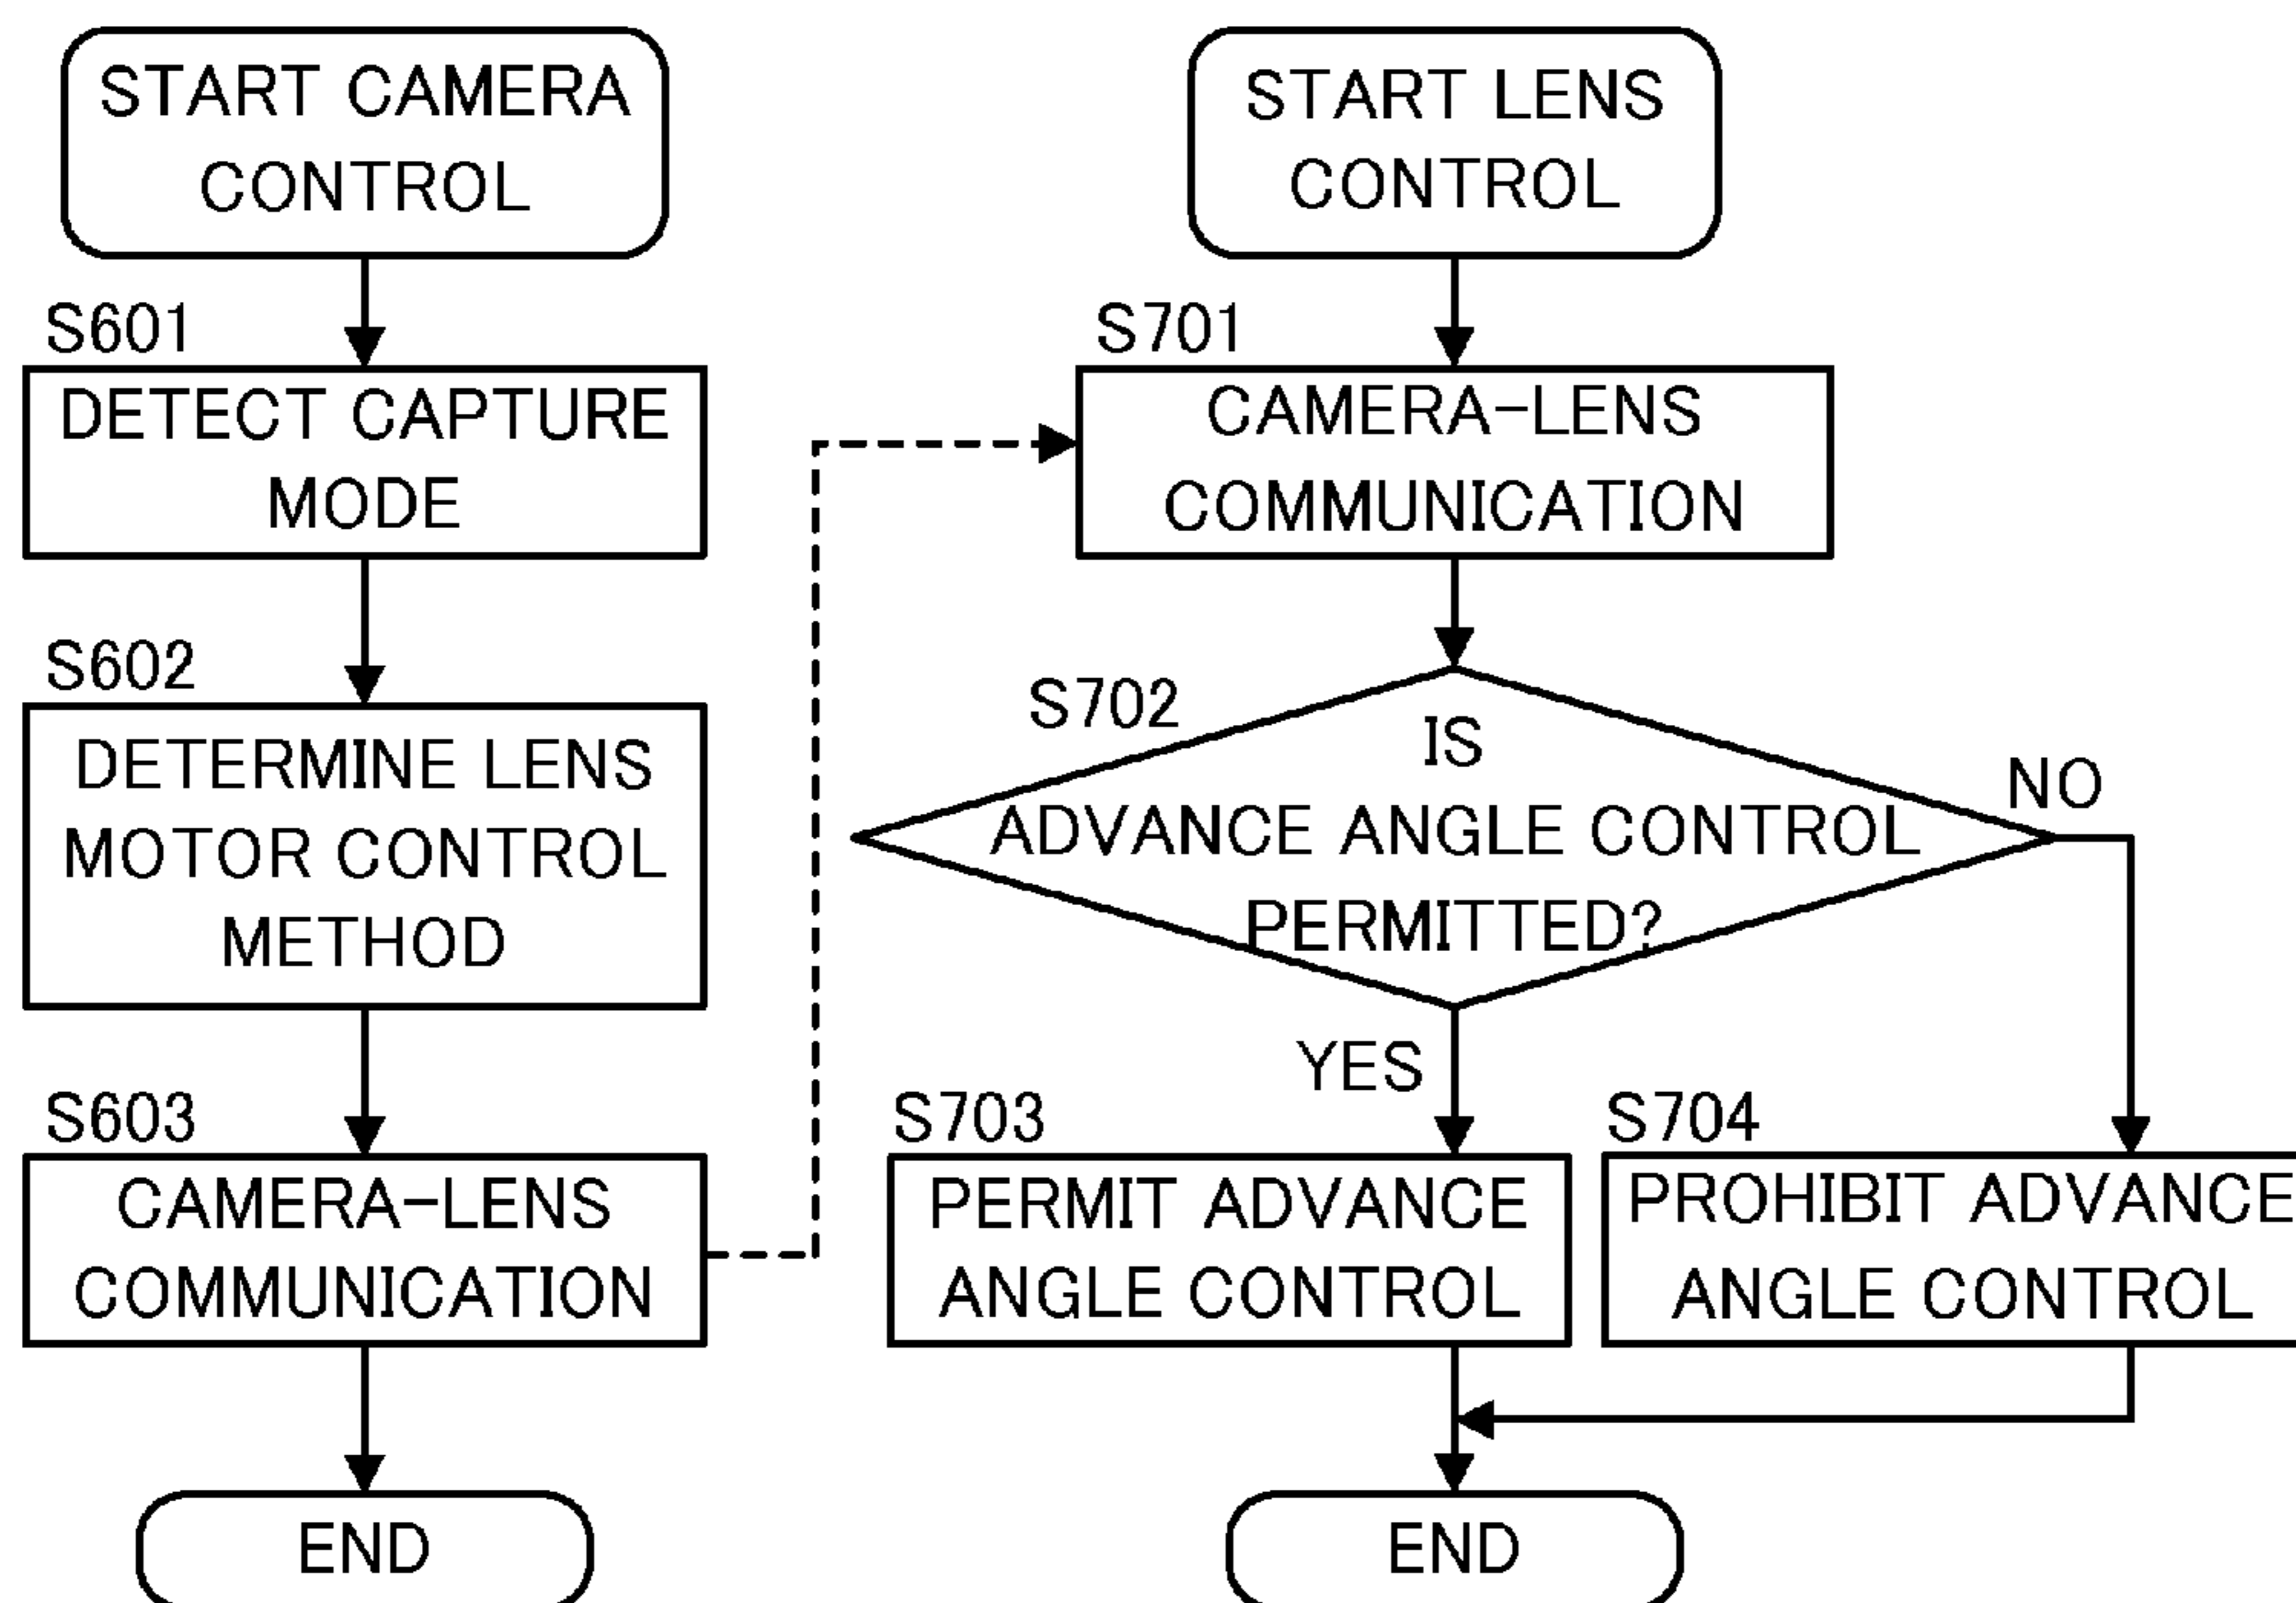 START CAMERA
CONTROL
S601
DETECT CAPTURE
MODE
S602
DETERMINE LENS
MOTOR CONTROL
METHOD
S603
CAMERA-LENS
COMMUNICATION
END
START LENS
CONTROL
S701
CAMERA-LENS
COMMUNICATION
S702
IS
ADVANCE ANGLE CONTROL
PERMITTED?
NO
YES
S703
PERMIT ADVANCE
ANGLE CONTROL
S704
PROHIBIT ADVANCE
ANGLE CONTROL
END